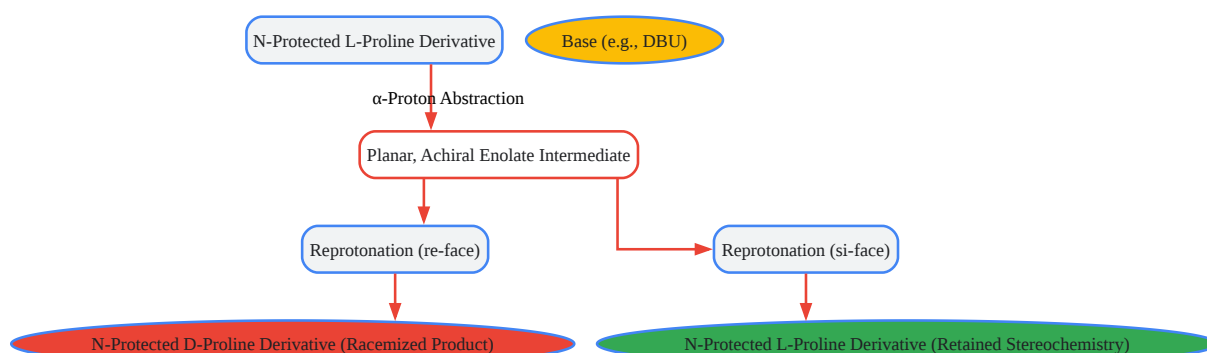 N-Protected L-Proline Derivative
Base (e.g., DBU)
α-Proton Abstraction
Planar, Achiral Enolate Intermediate
Reprotonation (re-face)
Reprotonation (si-face)
N-Protected D-Proline Derivative (Racemized Product)
N-Protected L-Proline Derivative (Retained Stereochemistry)